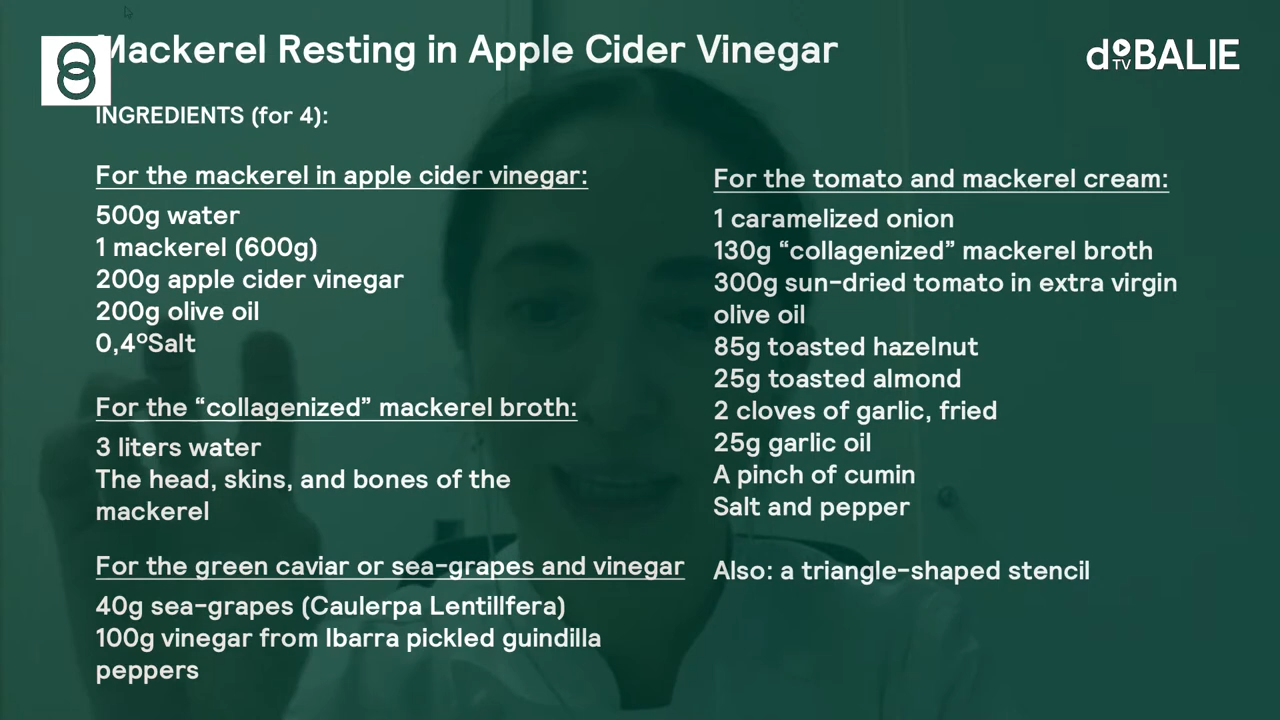 Mackerel Resting in Apple Cider Vinegar
dTVBALIE
INGREDIENTS (for 4):
For the mackerel in apple cider vinegar:
500g water
1 mackerel (600g)
200g apple cider vinegar
200g olive oil
0,4ºSalt
For the “collagenized” mackerel broth:
3 liters water
The head, skins, and bones of the
mackerel
For the green caviar or sea-grapes and vinegar
40g sea-grapes (Caulerpa Lentillfera)
100g vinegar from Ibarra pickled guindilla
peppers
For the tomato and mackerel cream:
1 caramelized onion
130g “collagenized” mackerel broth
300g sun-dried tomato in extra virgin
olive oil
85g toasted hazelnut
25g toasted almond
2 cloves of garlic, fried
25g garlic oil
A pinch of cumin
Salt and pepper
Also: a triangle-shaped stencil